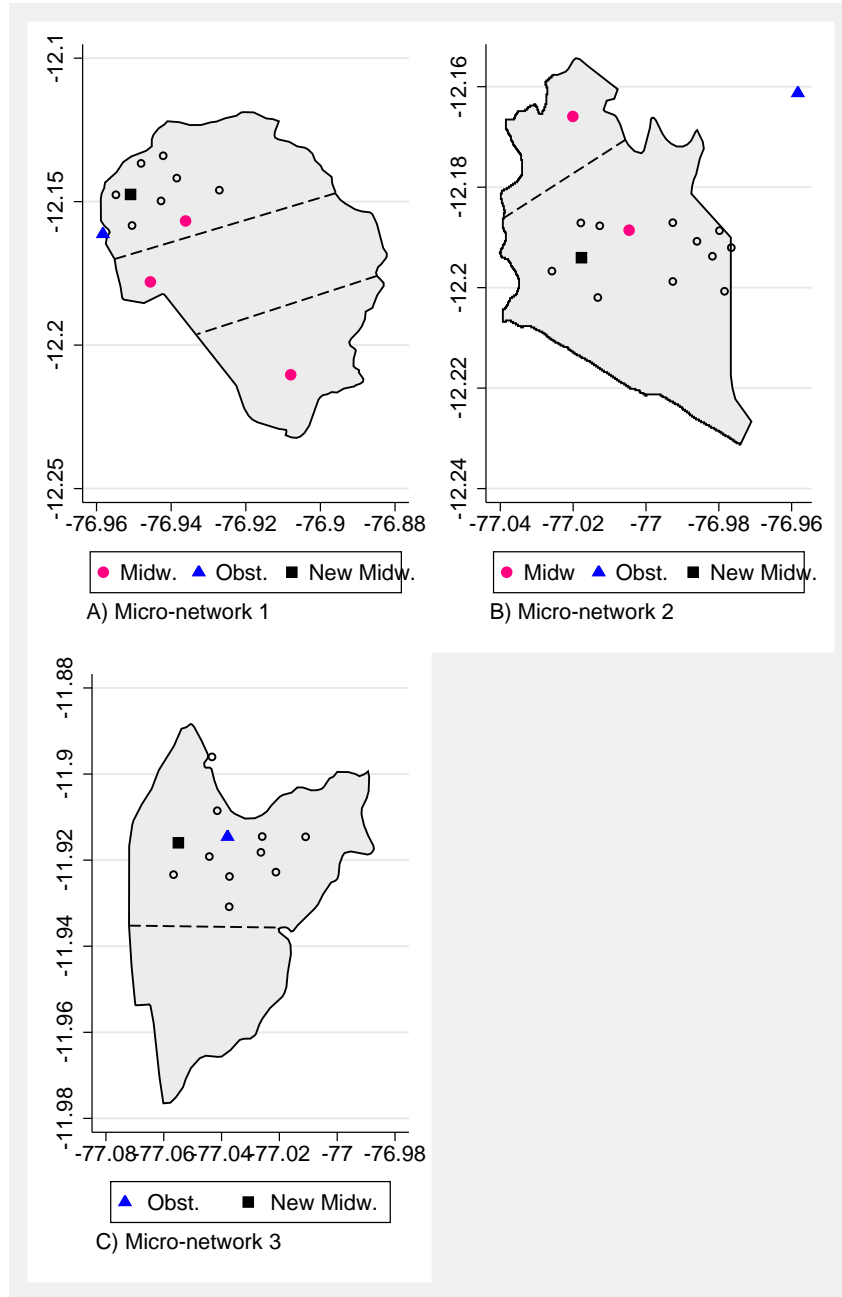 -12.1
-12.15
-12.2
-12.25
-76.96 -76.94 -76.92 -76.9 -76.88
Midw. Obst. New Midw.
A) Micro-network 1
-12.16
-12.18
-12.2
-12.22
-12.24
-77.04 -77.02 -77 -76.98 -76.96
Midw Obst. New Midw.
B) Micro-network 2
-11.88
-11.9
-11.92
-11.94
-11.96
-11.98
-77.08 -77.06 -77.04 -77.02 -77 -76.98
Obst. New Midw.
C) Micro-network 3